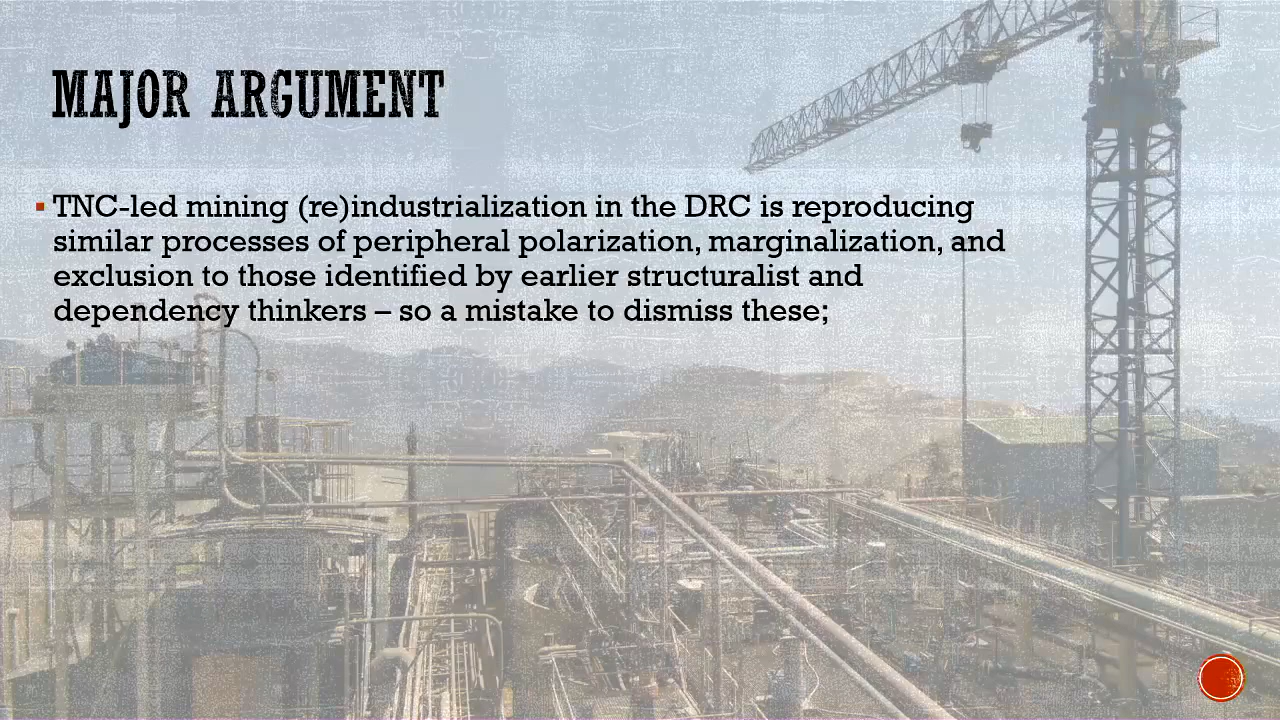 MAJOR ARGUMENT
▪ TNC-led mining (re)industrialization in the DRC is reproducing
similar processes of peripheral polarization, marginalization, and
exclusion to those identified by earlier structuralist and
dependency thinkers – so a mistake to dismiss these;